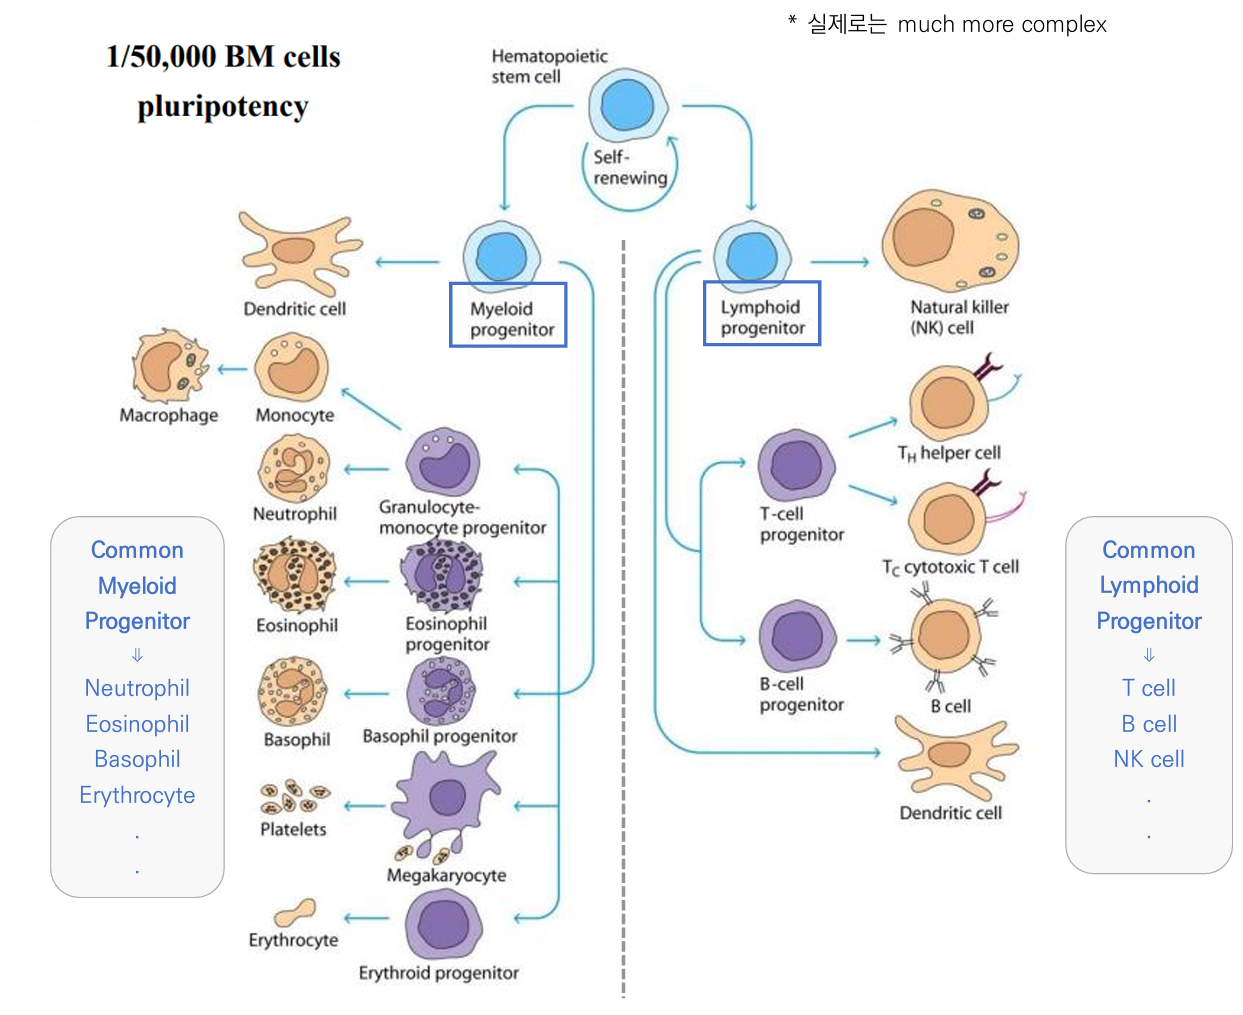 * 실제로는 much more complex
1/50,000 BM cells
pluripotency
Hematopoietic
stem cell
Self-
renewing
Dendritic cell
Myeloid
progenitor
Lymphoid
progenitor
Natural killer
(NK) cell
Macrophage
Monocyte
Neutrophil
Granulocyte-
monocyte progenitor
Eosinophil
Eosinophil
progenitor
Basophil
Basophil progenitor
Platelets
Megakaryocyte
Erythrocyte
Erythroid progenitor
TH helper cell
T-cell
progenitor
TC cytotoxic T cell
B-cell
progenitor
B cell
Dendritic cell
Common
Myeloid
Progenitor
⇓
Neutrophil
Eosinophil
Basophil
Erythrocyte
.
.
Common
Lymphoid
Progenitor
⇓
T cell
B cell
NK cell
.
.